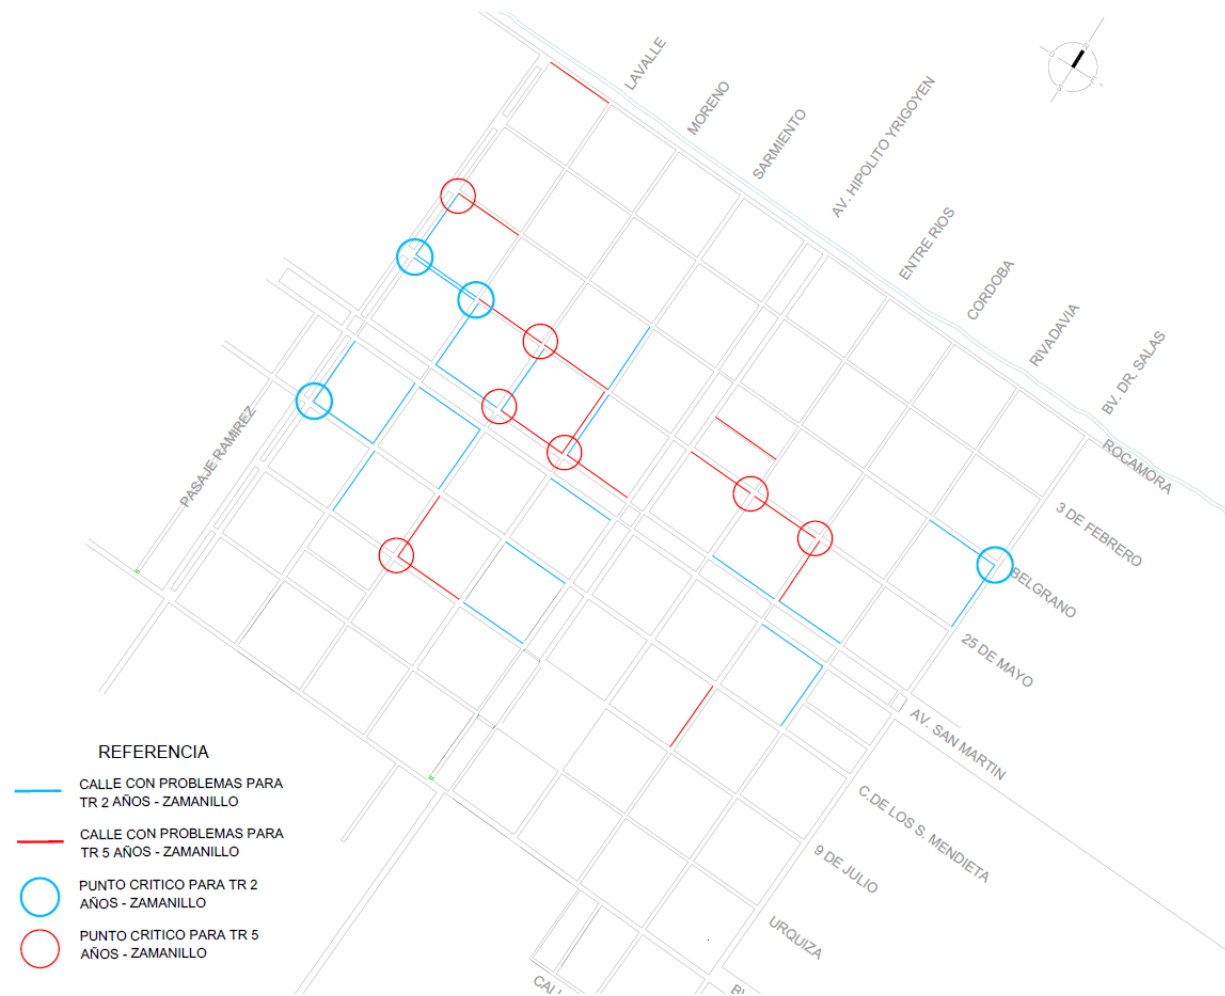 LAVALLE
MORENO
SARMIENTO
AV. HIPOLITO YRIGOYEN
ENTRE RIOS
CORDOBA
RIVADAVIA
BV. DR. SALAS
N
O
E
S
ROCAMORA
3 DE FEBRERO
BELGRANO
25 DE MAYO
AV. SAN MARTIN
C.DE LOS S. MENDIETA
9 DE JULIO
URQUIZA
PASAJE RAMIREZ
REFERENCIA
CALLE CON PROBLEMAS PARA
TR 2 AÑOS - ZAMANILLO
CALLE CON PROBLEMAS PARA
TR 5 AÑOS - ZAMANILLO
PUNTO CRITICO PARA TR 2
AÑOS - ZAMANILLO
PUNTO CRITICO PARA TR 5
AÑOS - ZAMANILLO